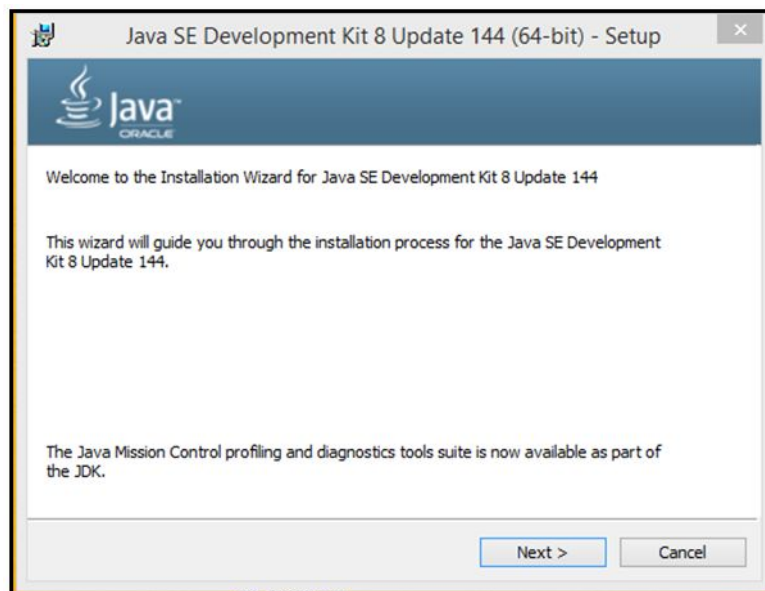 Java SE Development Kit 8 Update 144 (64-bit) - Setup
Java™
ORACLE
Welcome to the Installation Wizard for Java SE Development Kit 8 Update 144
This wizard will guide you through the installation process for the Java SE Development
Kit 8 Update 144.
The Java Mission Control profiling and diagnostics tools suite is now available as part of
the JDK.
Next >
Cancel